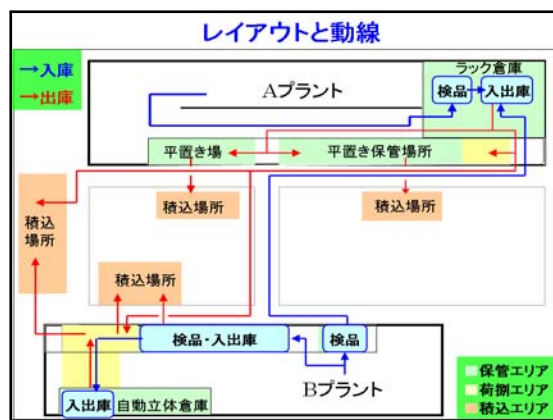 レイアウトと動線
→入庫
→出庫
ラック倉庫
Aプラント
検品
入出庫
平置き場
平置き保管場所
積込
場所
積込場所
積込場所
積込場所
検品・入出庫
検品
Bプラント
入出庫
自動立体倉庫
保管エリア
荷捌エリア
積込エリア